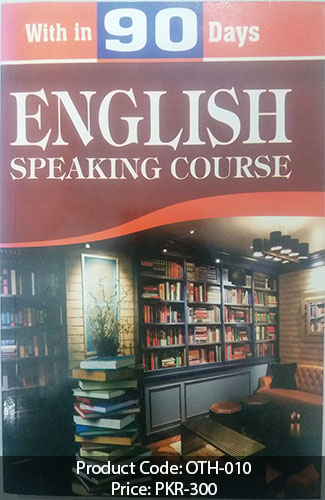 With in 90 Days
ENGLISH
SPEAKING COURSE
Product Code: OTH-010
Price: PKR-300